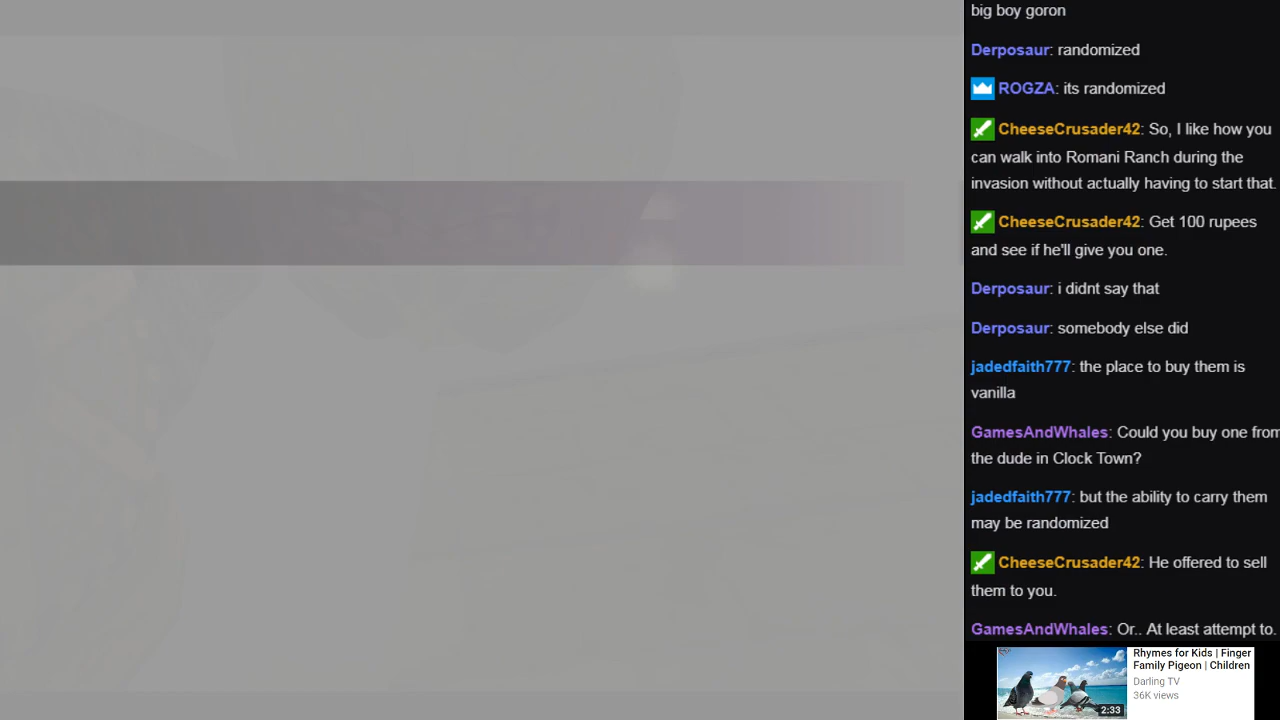 big boy goron
Derposaur: randomized
ROGZA: its randomized
CheeseCrusader42: So, I like how you
can walk into Romani Ranch during the
invasion without actually having to start that.
CheeseCrusader42: Get 100 rupees
and see if he'll give you one.
Derposaur: i didnt say that
Derposaur: somebody else did
jadedfaith777: the place to buy them is
vanilla
GamesAndWhales: Could you buy one from
the dude in Clock Town?
jadedfaith777: but the ability to carry them
may be randomized
CheeseCrusader42: He offered to sell
them to you.
GamesAndWhales: Or.. At least attempt to.
Rhymes for Kids | Finger
Family Pigeon | Children
Darling TV
36K views
2:33